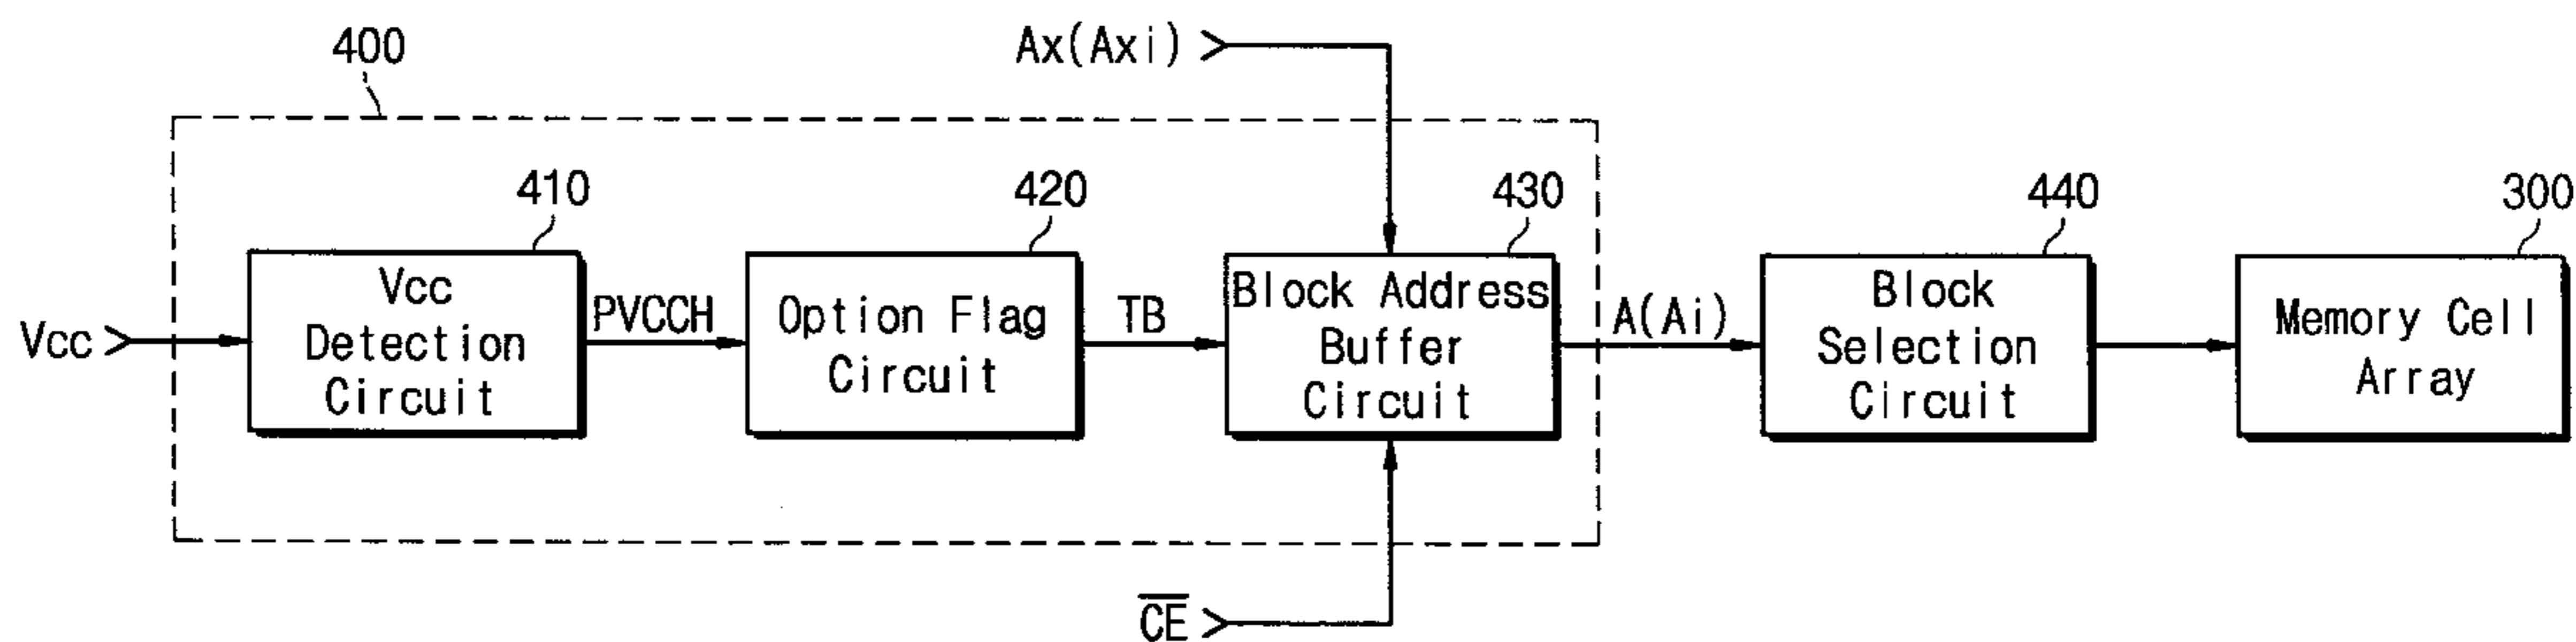 400
Ax(Axi)
410
420
430
440
300
Vcc
Vcc
Detection
Circuit
PVCCH
Option Flag
Circuit
TB
Block Address
Buffer
Circuit
A(Ai)
Block
Selection
Circuit
Memory Cell
Array
C̅E̅